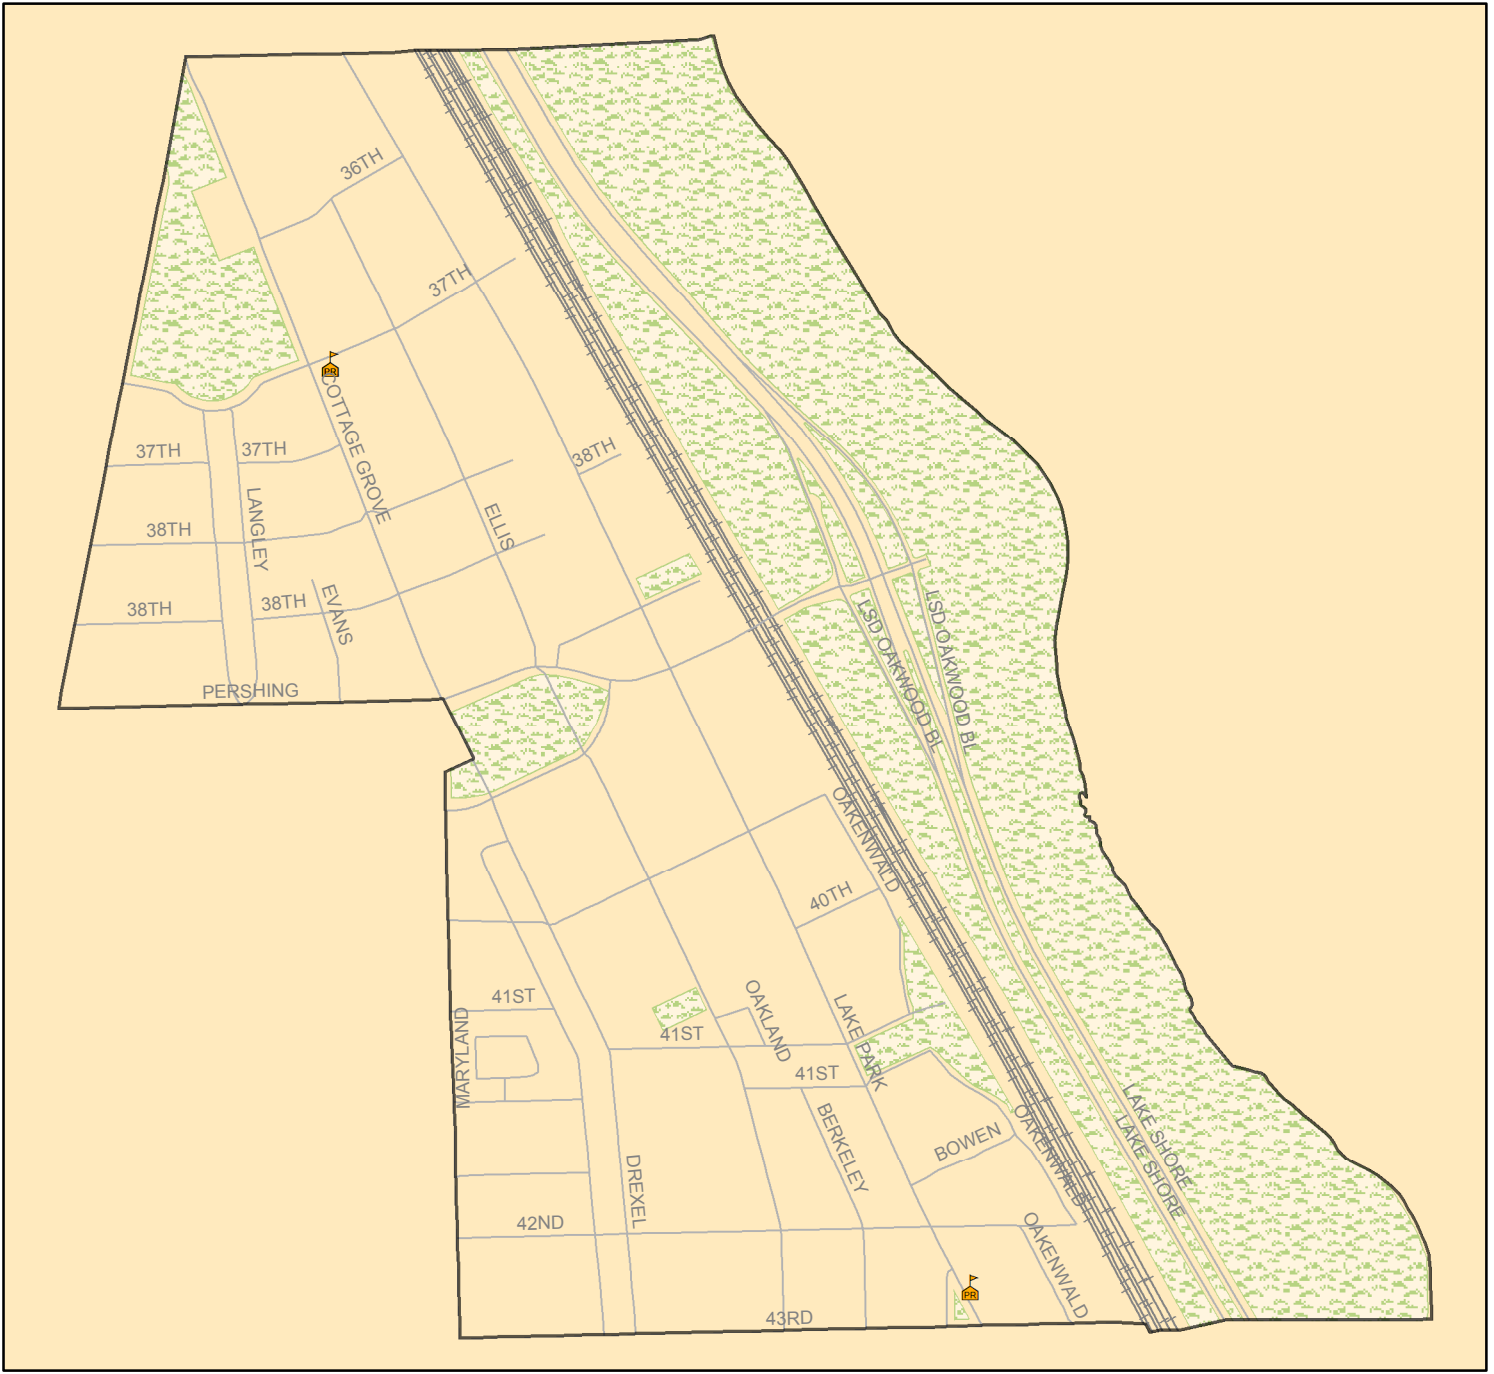 36TH
37TH
PR
COTTAGE GROVE
37TH
37TH
38TH
LANGLEY
ELLIS
38TH
LSD OAKWOOD BL
LSD OAKWOOD BL
38TH
38TH
EVANS
PERSHING
OAKENWALD
40TH
41ST
OAKLAND
LAKE PARK
MARYLAND
41ST
41ST
BERKELEY
BOWEN
OAKENWALD
LAKE SHORE
LAKE SHORE
DREXEL
42ND
OAKENWALD
PR
43RD